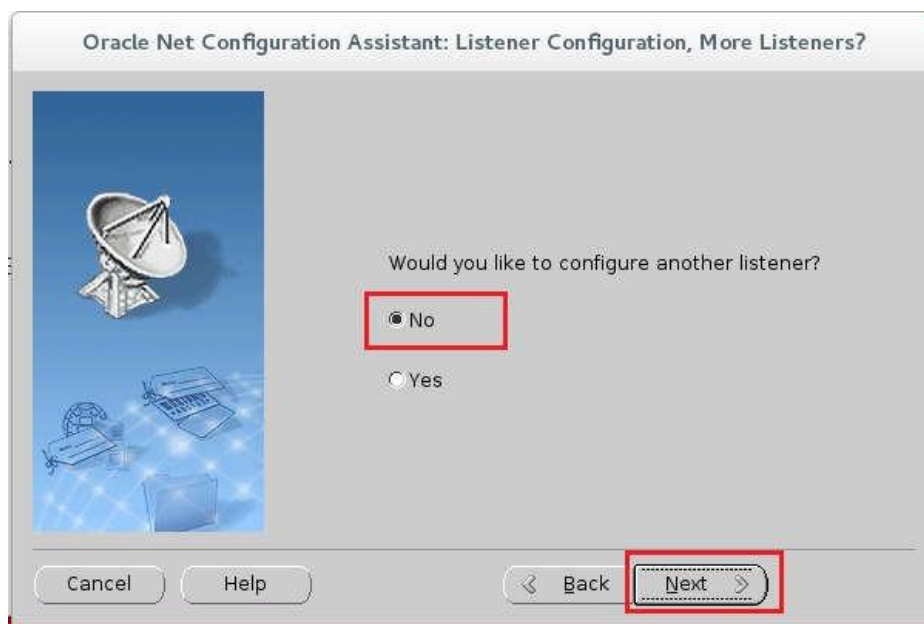 Oracle Net Configuration Assistant: Listener Configuration, More Listeners?
Would you like to configure another listener?
No
Yes
Cancel
Help
Back
Next